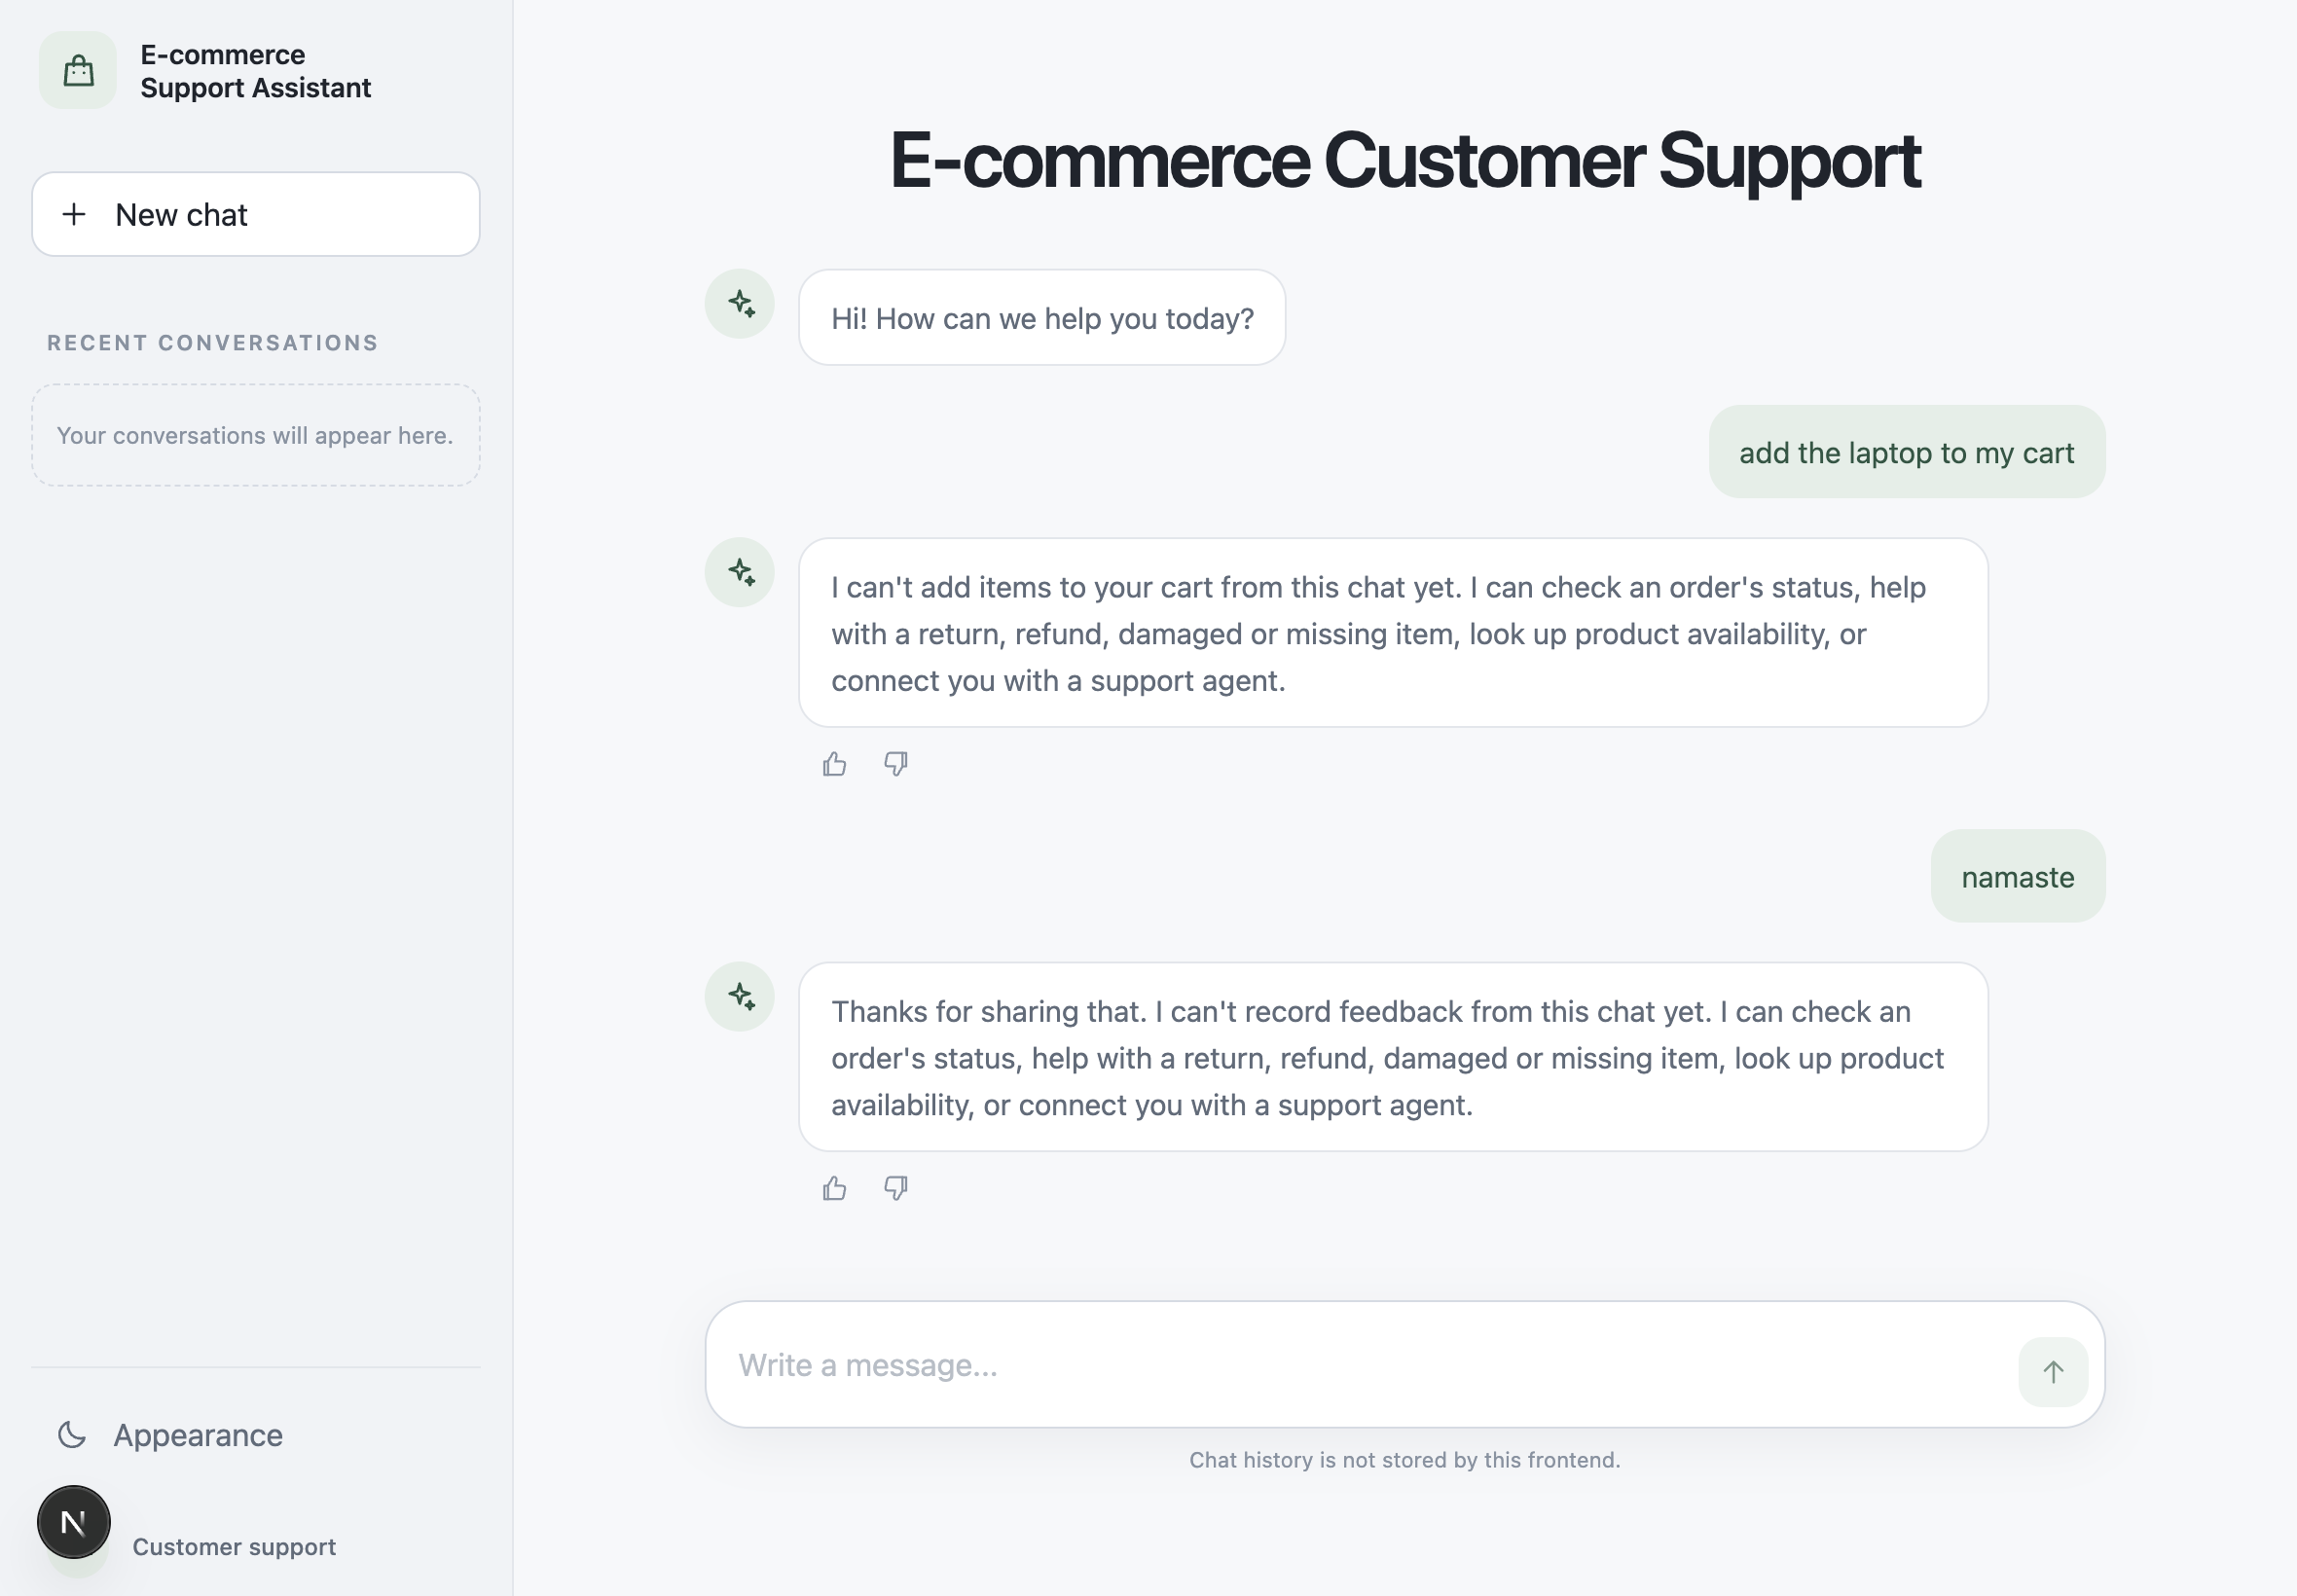 E-commerce
Support Assistant
New chat
RECENT CONVERSATIONS
Your conversations will appear here.
Appearance
N
Customer support
E-commerce Customer Support
Hi! How can we help you today?
add the laptop to my cart
I can't add items to your cart from this chat yet. I can check an order's status, help
with a return, refund, damaged or missing item, look up product availability, or
connect you with a support agent.
namaste
Thanks for sharing that. I can't record feedback from this chat yet. I can check an
order's status, help with a return, refund, damaged or missing item, look up product
availability, or connect you with a support agent.
Write a message...
Chat history is not stored by this frontend.